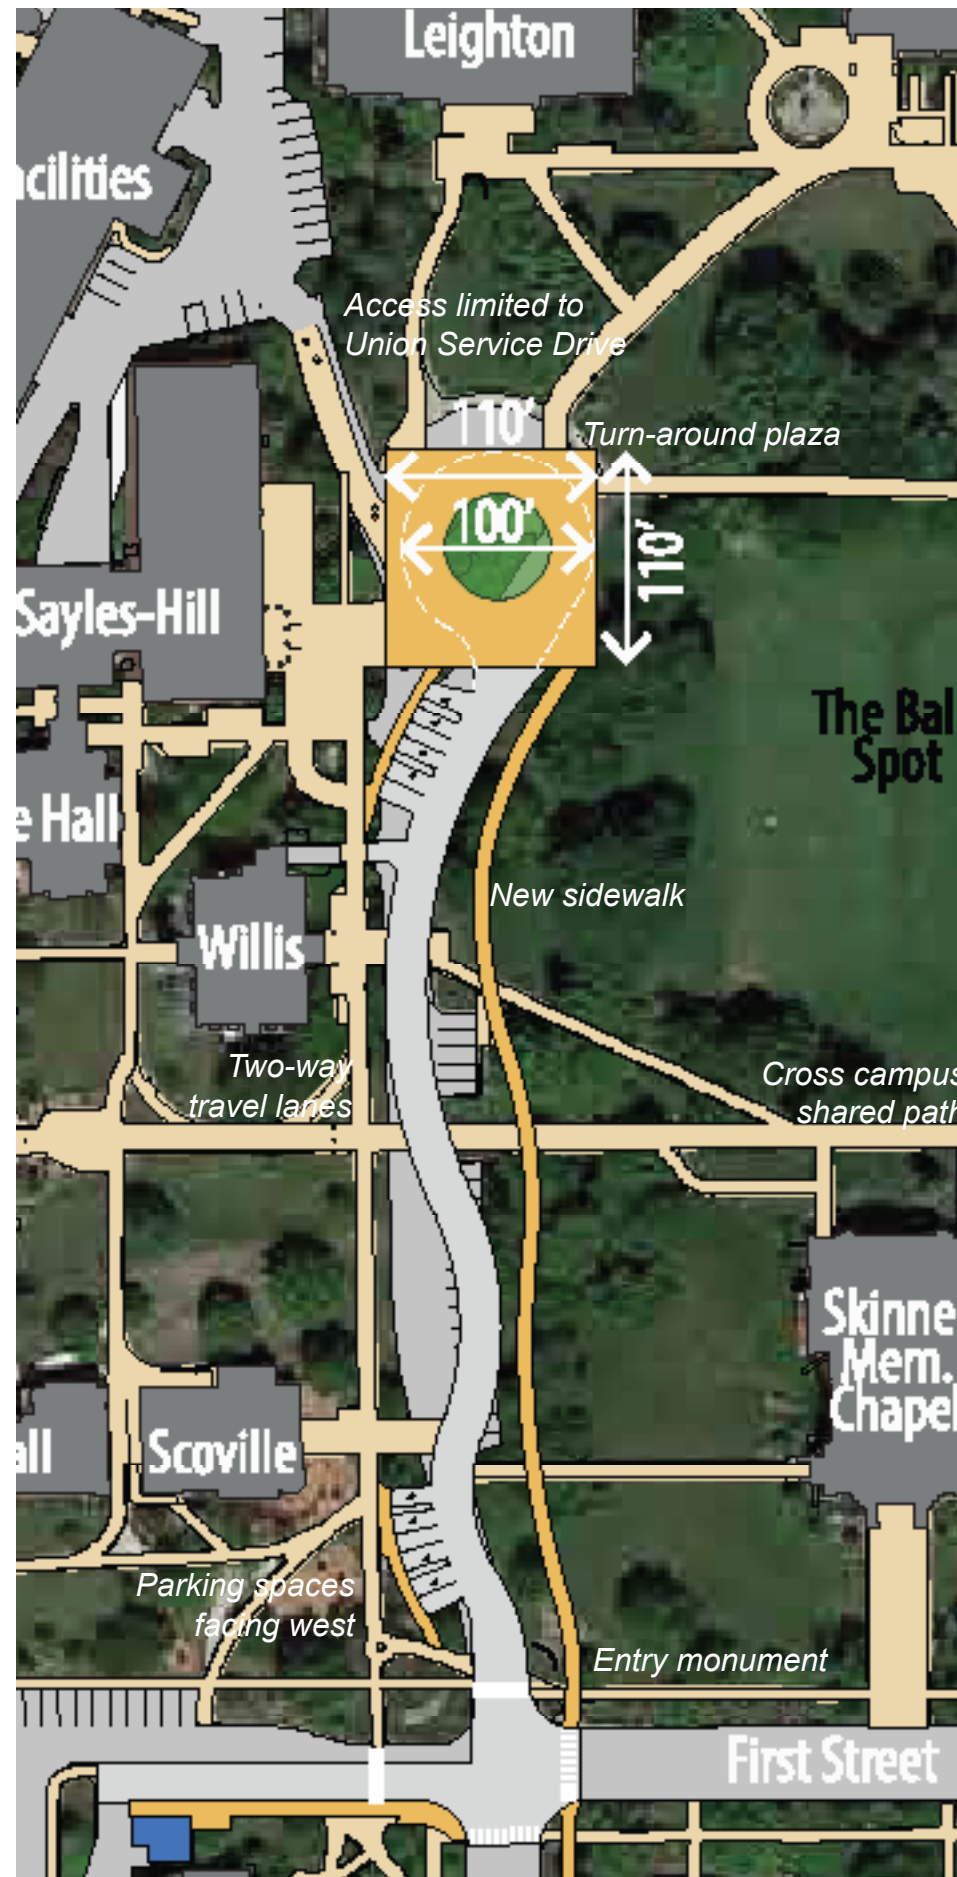 Leighton
acilities
Access limited to
Union Service Drive
110'
Turn-around plaza
100'
110'
Sayles-Hill
The Bal
Spot
e Hall
New sidewalk
Willis
Two-way
travel lanes
Cross campus
shared path
Skinne
Mem.
Chapel
all
Scoville
Parking spaces
facing west
Entry monument
First Street